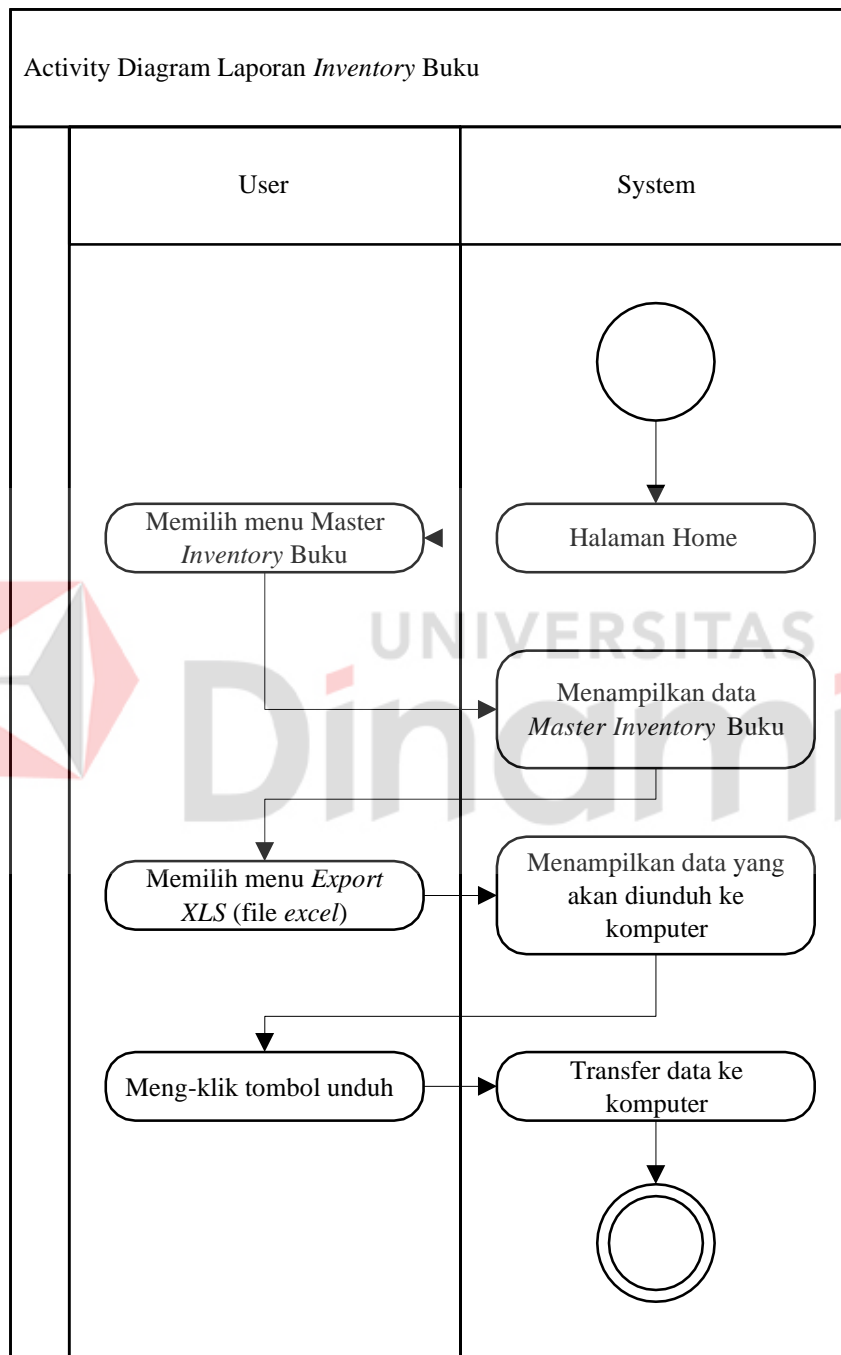 Activity Diagram Laporan Inventory Buku
User
System
Memilih menu Master
Inventory Buku
Halaman Home
UNIVERSITAS
Dinami
Menampilkan data
Master Inventory Buku
Memilih menu Export
XLS (file excel)
Menampilkan data yang
akan diunduh ke
komputer
Meng-klik tombol unduh
Transfer data ke
komputer